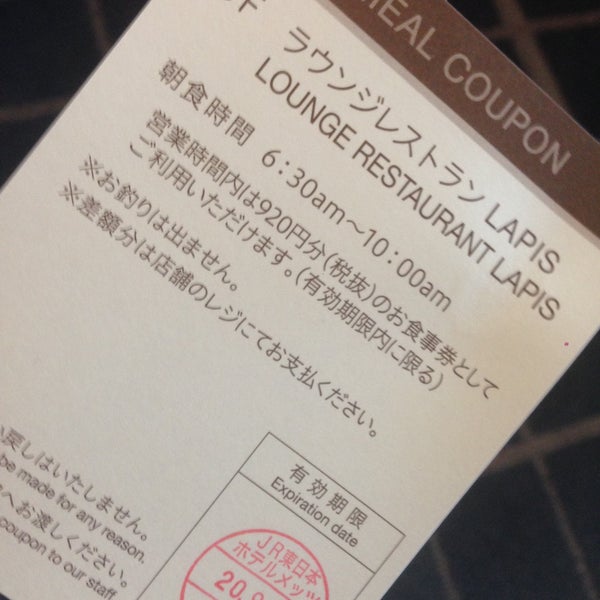 MEAL COUPON
F
ラウンジレストラン LAPIS
LOUNGE RESTAURANT LAPIS
朝食時間 6:30am～10:00am
営業時間内は920円分(税抜)のお食事券として
ご利用いただけます。(有効期限内に限る)
※お釣りは出ません。
※差額分は店舗のレジにてお支払ください。
戻しはいたしません。
be made for any reason.
へお渡しください。
coupon to our staff.
有効期限
Expiration date
JR東日本
ホテルメッツ
20.